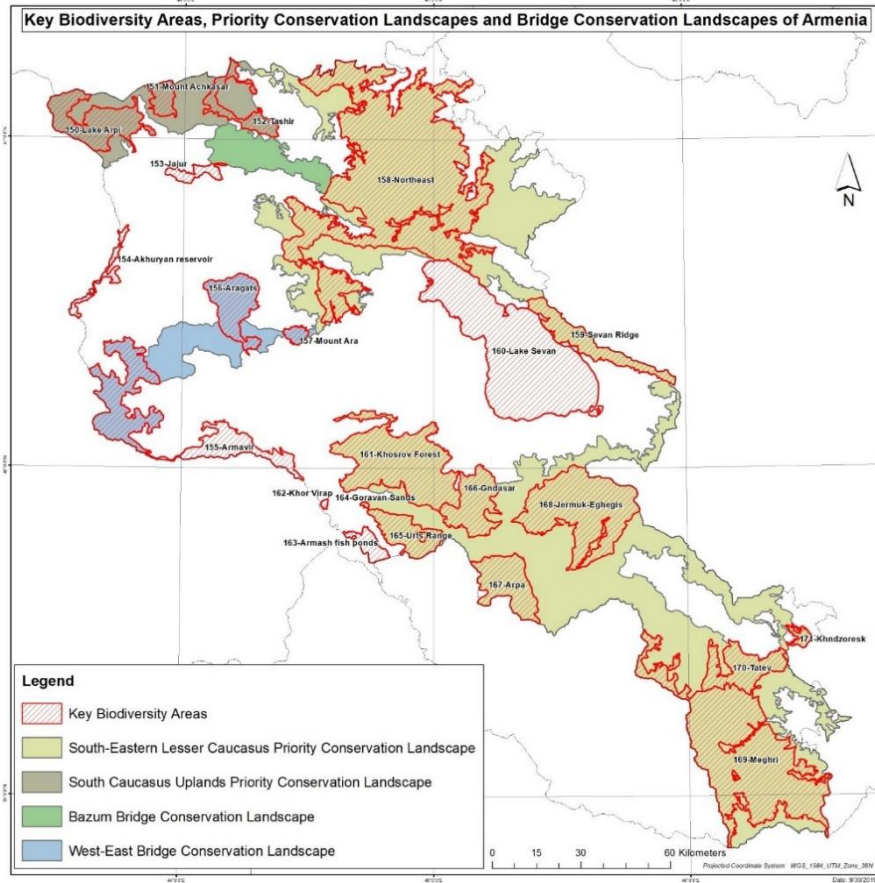 Key Biodiversity Areas, Priority Conservation Landscapes and Bridge Conservation Landscapes of Armenia
151-Mount Achkasar
150-Lake Arpi
152-Tashir
153-Jajur
158-Northeast
N
154-Akhuryan reservoir
156-Aragats
157-Mount Ara
159-Sevan Ridge
160-Lake Sevan
155-Armavir
161-Khosrov Forest
162-Khor Virap
164-Goravan Sands
166-Gndasar
168-Jermuk-Eghegis
163-Armash fish ponds
165-Urts Range
167-Arpa
171-Khndzoresk
170-Tatev
169-Meghri
Legend
Key Biodiversity Areas
South-Eastern Lesser Caucasus Priority Conservation Landscape
South Caucasus Uplands Priority Conservation Landscape
Bazum Bridge Conservation Landscape
West-East Bridge Conservation Landscape
0 15 30 60 Kilometers
Projected Coordinate System WGS_1984_UTM_Zone_38N